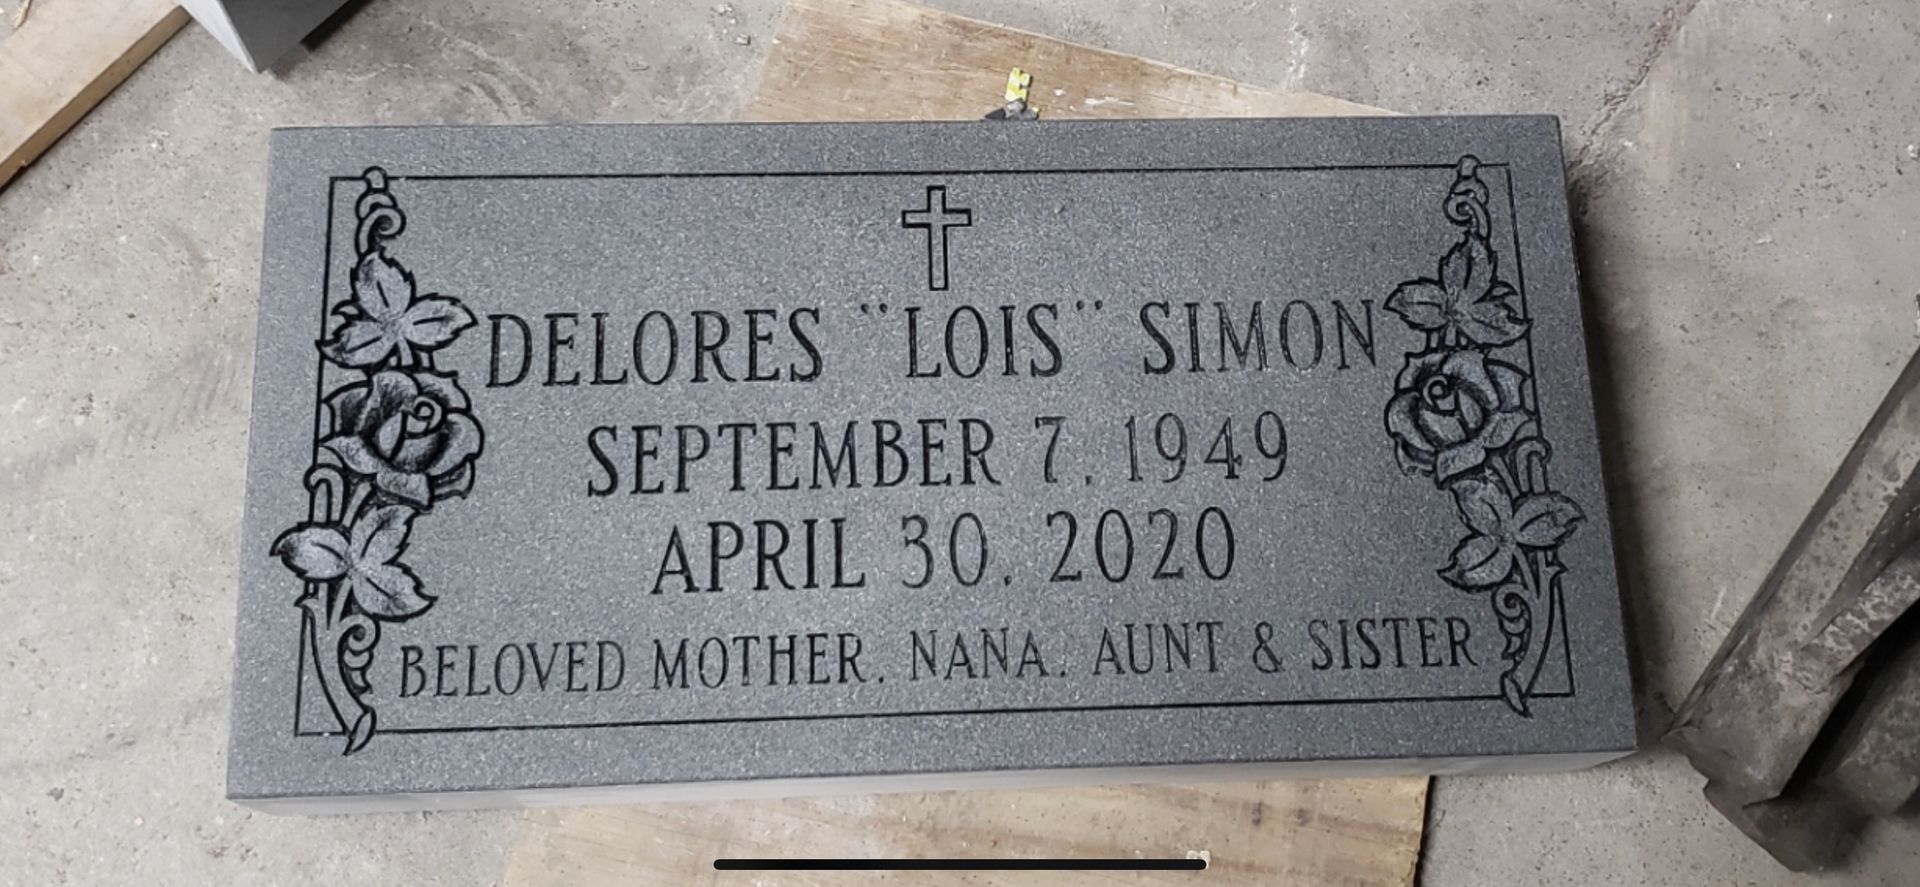 DELORES "LOIS" SIMON
SEPTEMBER 7, 1949
APRIL 30, 2020
BELOVED MOTHER, NANA, AUNT & SISTER